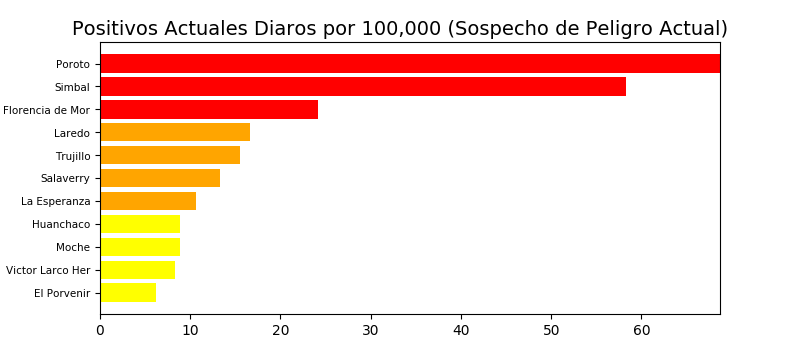 Positivos Actuales Diaros por 100,000 (Sospecho de Peligro Actual)
Poroto
Simbal
Florencia de Mor
Laredo
Trujillo
Salaverry
La Esperanza
Huanchaco
Moche
Victor Larco Her
El Porvenir
0 10 20 30 40 50 60